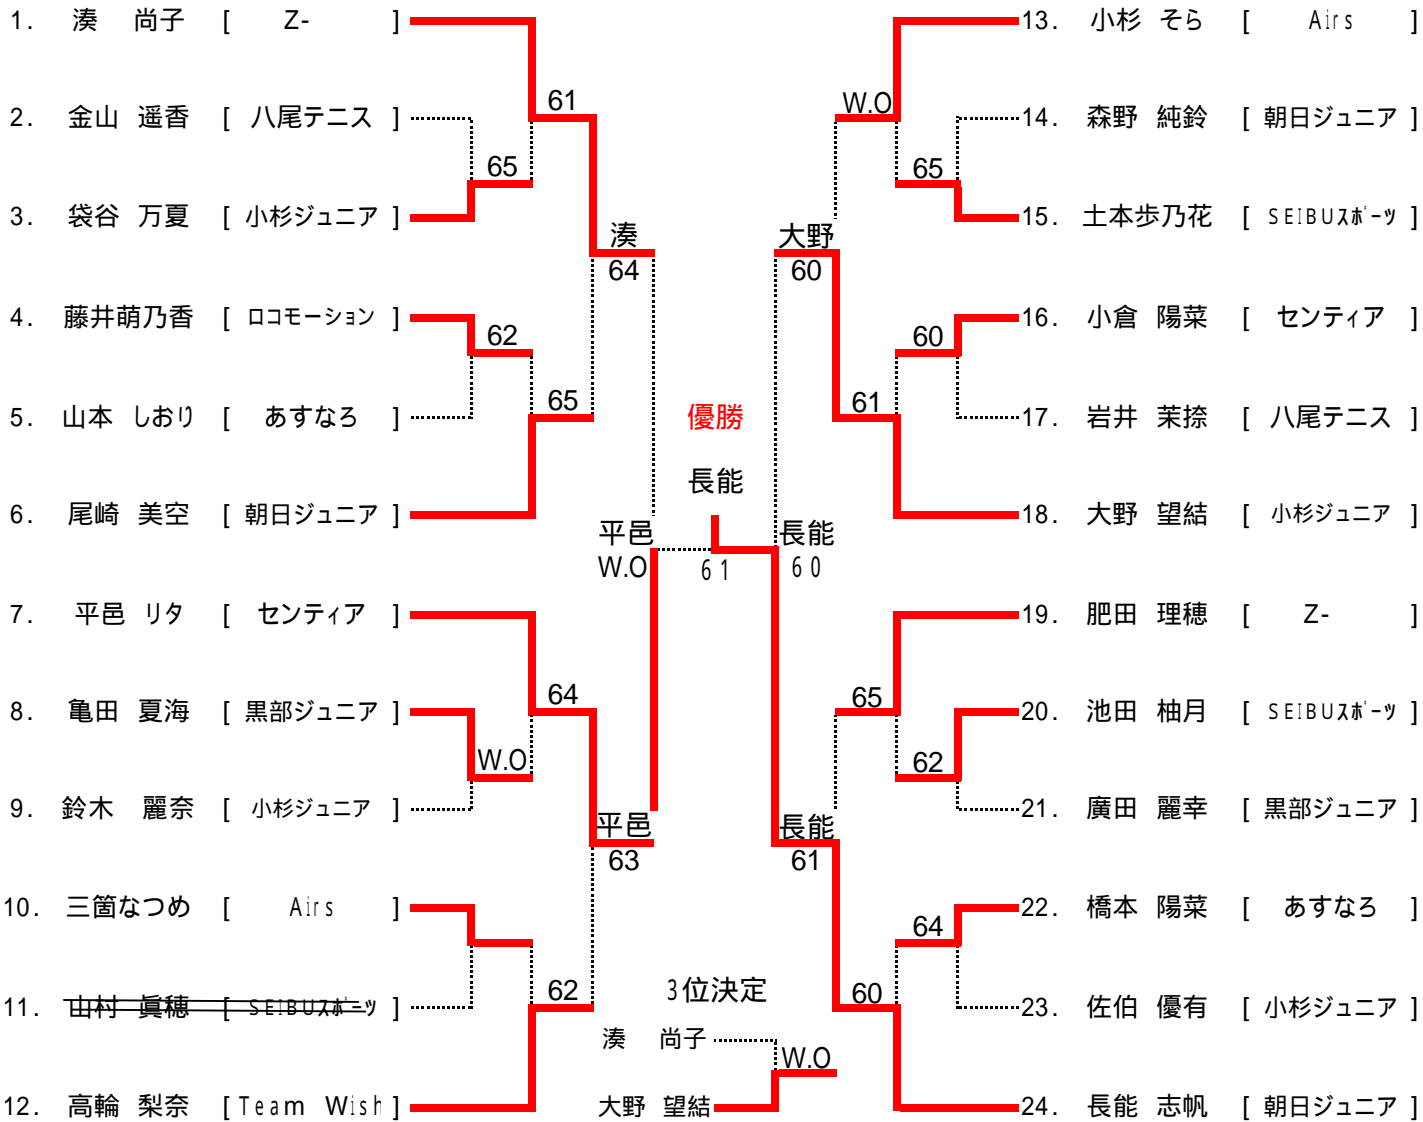 1. 湊 尚子 [ Z- ]
61
2. 金山 遥香 [ 八尾テニス ]
65
3. 袋谷 万夏 [ 小杉ジュニア ]
湊
64
4. 藤井萌乃香 [ ロコモーション ]
62
5. 山本 しおり [ あすなろ ]
65
6. 尾崎 美空 [ 朝日ジュニア ]
平邑
W.O
7. 平邑 リタ [ センティア ]
64
8. 亀田 夏海 [ 黒部ジュニア ]
W.O
9. 鈴木 麗奈 [ 小杉ジュニア ]
平邑
63
10. 三箇なつめ [ Airs ]
11. 山村 眞穂 [ SEIBUスポーツ ]
62
12. 高輪 梨奈 [Team Wish]
優勝
長能
61
3位決定
湊 尚子
W.O
大野 望結
13. 小杉 そら [ Airs ]
W.O
14. 森野 純鈴 [ 朝日ジュニア ]
65
15. 土本歩乃花 [ SEIBUスポーツ ]
大野
60
16. 小倉 陽菜 [ センティア ]
60
17. 岩井 茉捺 [ 八尾テニス ]
61
18. 大野 望結 [ 小杉ジュニア ]
長能
60
19. 肥田 理穂 [ Z- ]
65
20. 池田 柚月 [ SEIBUスポーツ ]
62
21. 廣田 麗幸 [ 黒部ジュニア ]
長能
61
22. 橋本 陽菜 [ あすなろ ]
64
23. 佐伯 優有 [ 小杉ジュニア ]
60
24. 長能 志帆 [ 朝日ジュニア ]